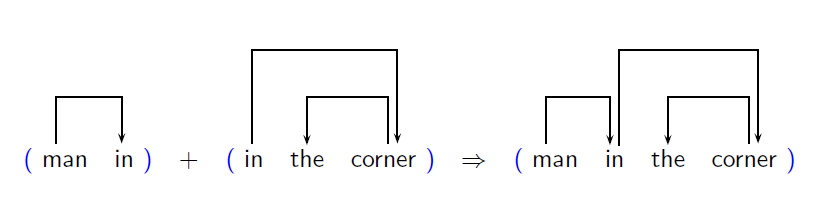 ( man in ) + ( in the corner ) ⇒ ( man in the corner )